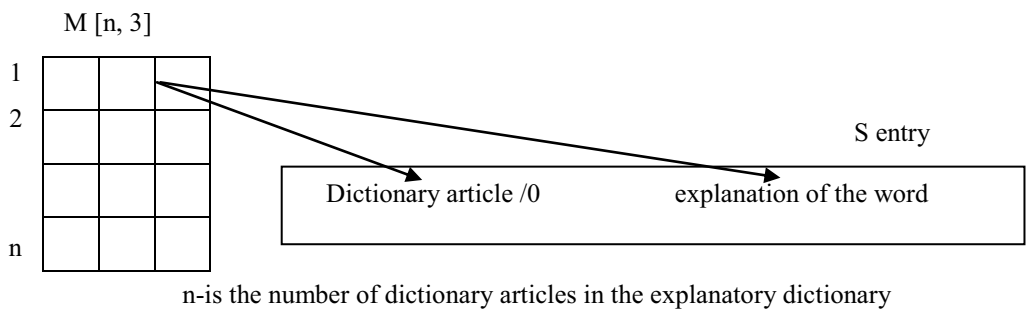 M [n, 3]
1
2
S entry
Dictionary article /0 explanation of the word
n
n-is the number of dictionary articles in the explanatory dictionary